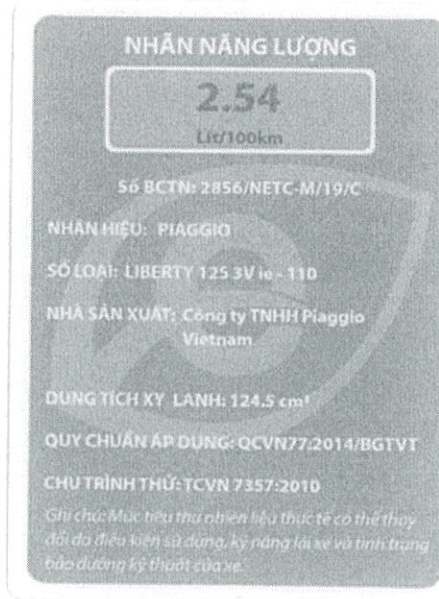 NHÃN NĂNG LƯỢNG
2.54
Lít/100km
Số BCTN: 2856/NETC-M/19/C
NHÃN HIỆU: PIAGGIO
SỐ LOẠI: LIBERTY 125 3V ie - 110
NHÀ SẢN XUẤT: Công ty TNHH Piaggio
Vietnam
DUNG TÍCH XY LANH: 124.5 cm³
QUY CHUẨN ÁP DỤNG: QCVN77:2014/BGTVT
CHU TRÌNH THỬ: TCVN 7357:2010
Ghi chú: Mức tiêu thụ nhiên liệu thực tế có thể thay
đổi do điều kiện sử dụng, kỹ năng lái xe và tình trạng
bảo dưỡng kỹ thuật của xe.